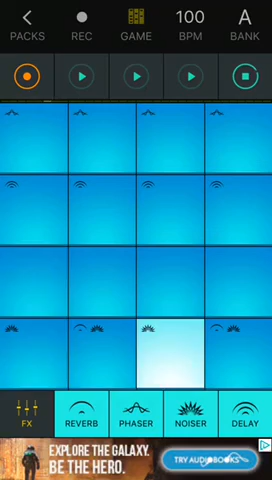 PACKS REC GAME 100 BPM A BANK
FX REVERB PHASER NOISER DELAY
EXPLORE THE GALAXY.
BE THE HERO.
TRY AUDIOBOOKS